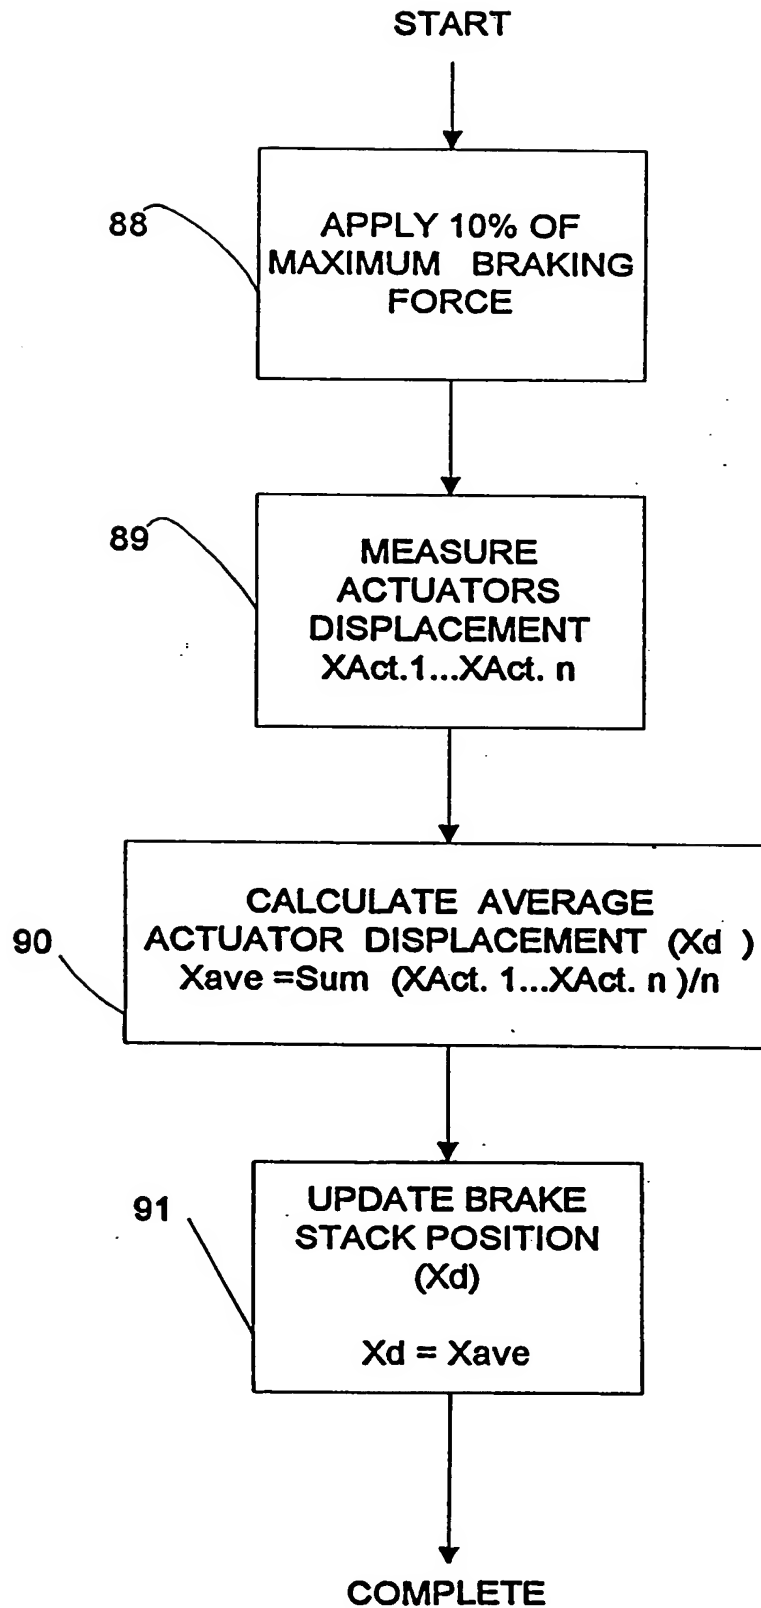 START
88
APPLY 10% OF
MAXIMUM BRAKING
FORCE
89
MEASURE
ACTUATORS
DISPLACEMENT
XAct.1...XAct. n
90
CALCULATE AVERAGE
ACTUATOR DISPLACEMENT (Xd )
Xave =Sum (XAct. 1...XAct. n )/n
91
UPDATE BRAKE
STACK POSITION
(Xd)
Xd = Xave
COMPLETE